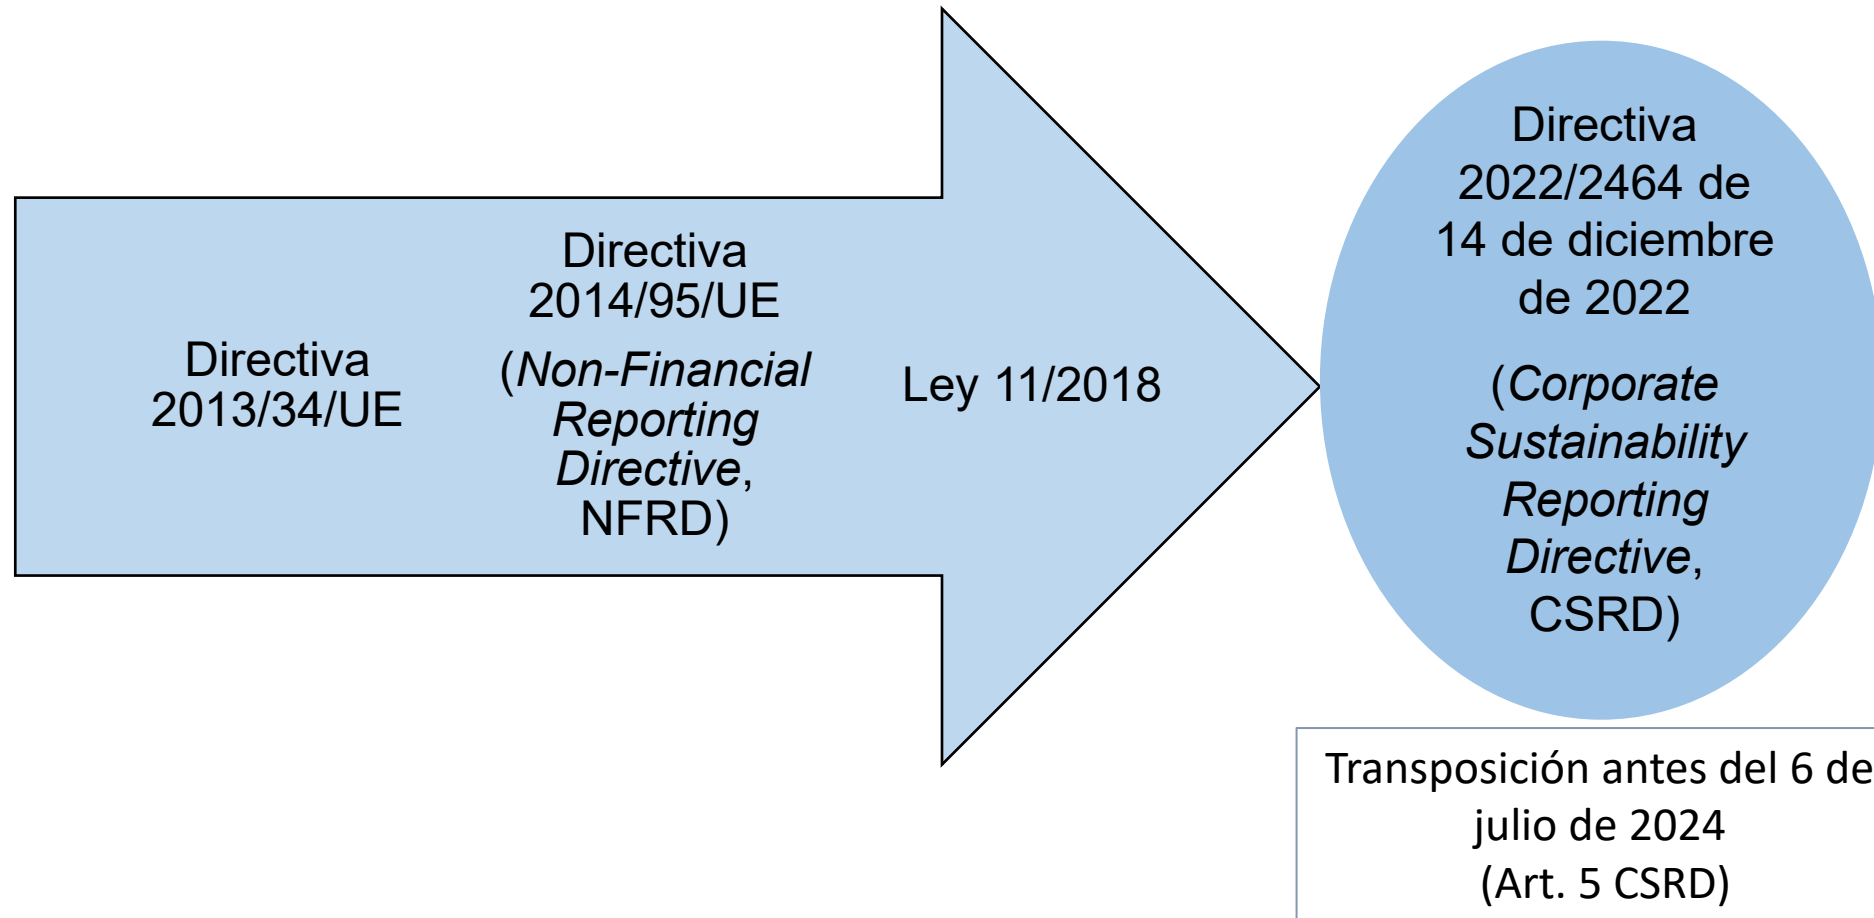 Directiva
2013/34/UE
Directiva
2014/95/UE
(Non-Financial
Reporting
Directive,
NFRD)
Ley 11/2018
Directiva
2022/2464 de
14 de diciembre
de 2022
(Corporate
Sustainability
Reporting
Directive,
CSRD)
Transposición antes del 6 de
julio de 2024
(Art. 5 CSRD)